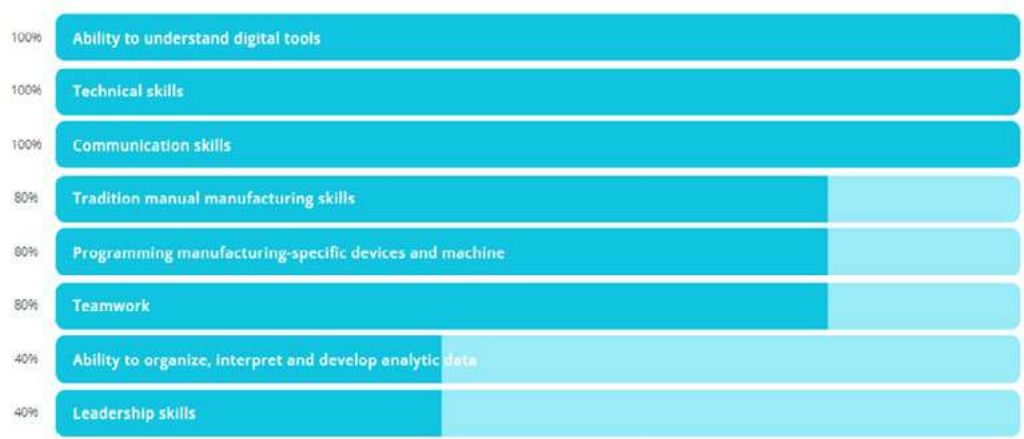 100% Ability to understand digital tools
100% Technical skills
100% Communication skills
80% Tradition manual manufacturing skills
80% Programming manufacturing-specific devices and machine
80% Teamwork
40% Ability to organize, interpret and develop analytic data
40% Leadership skills